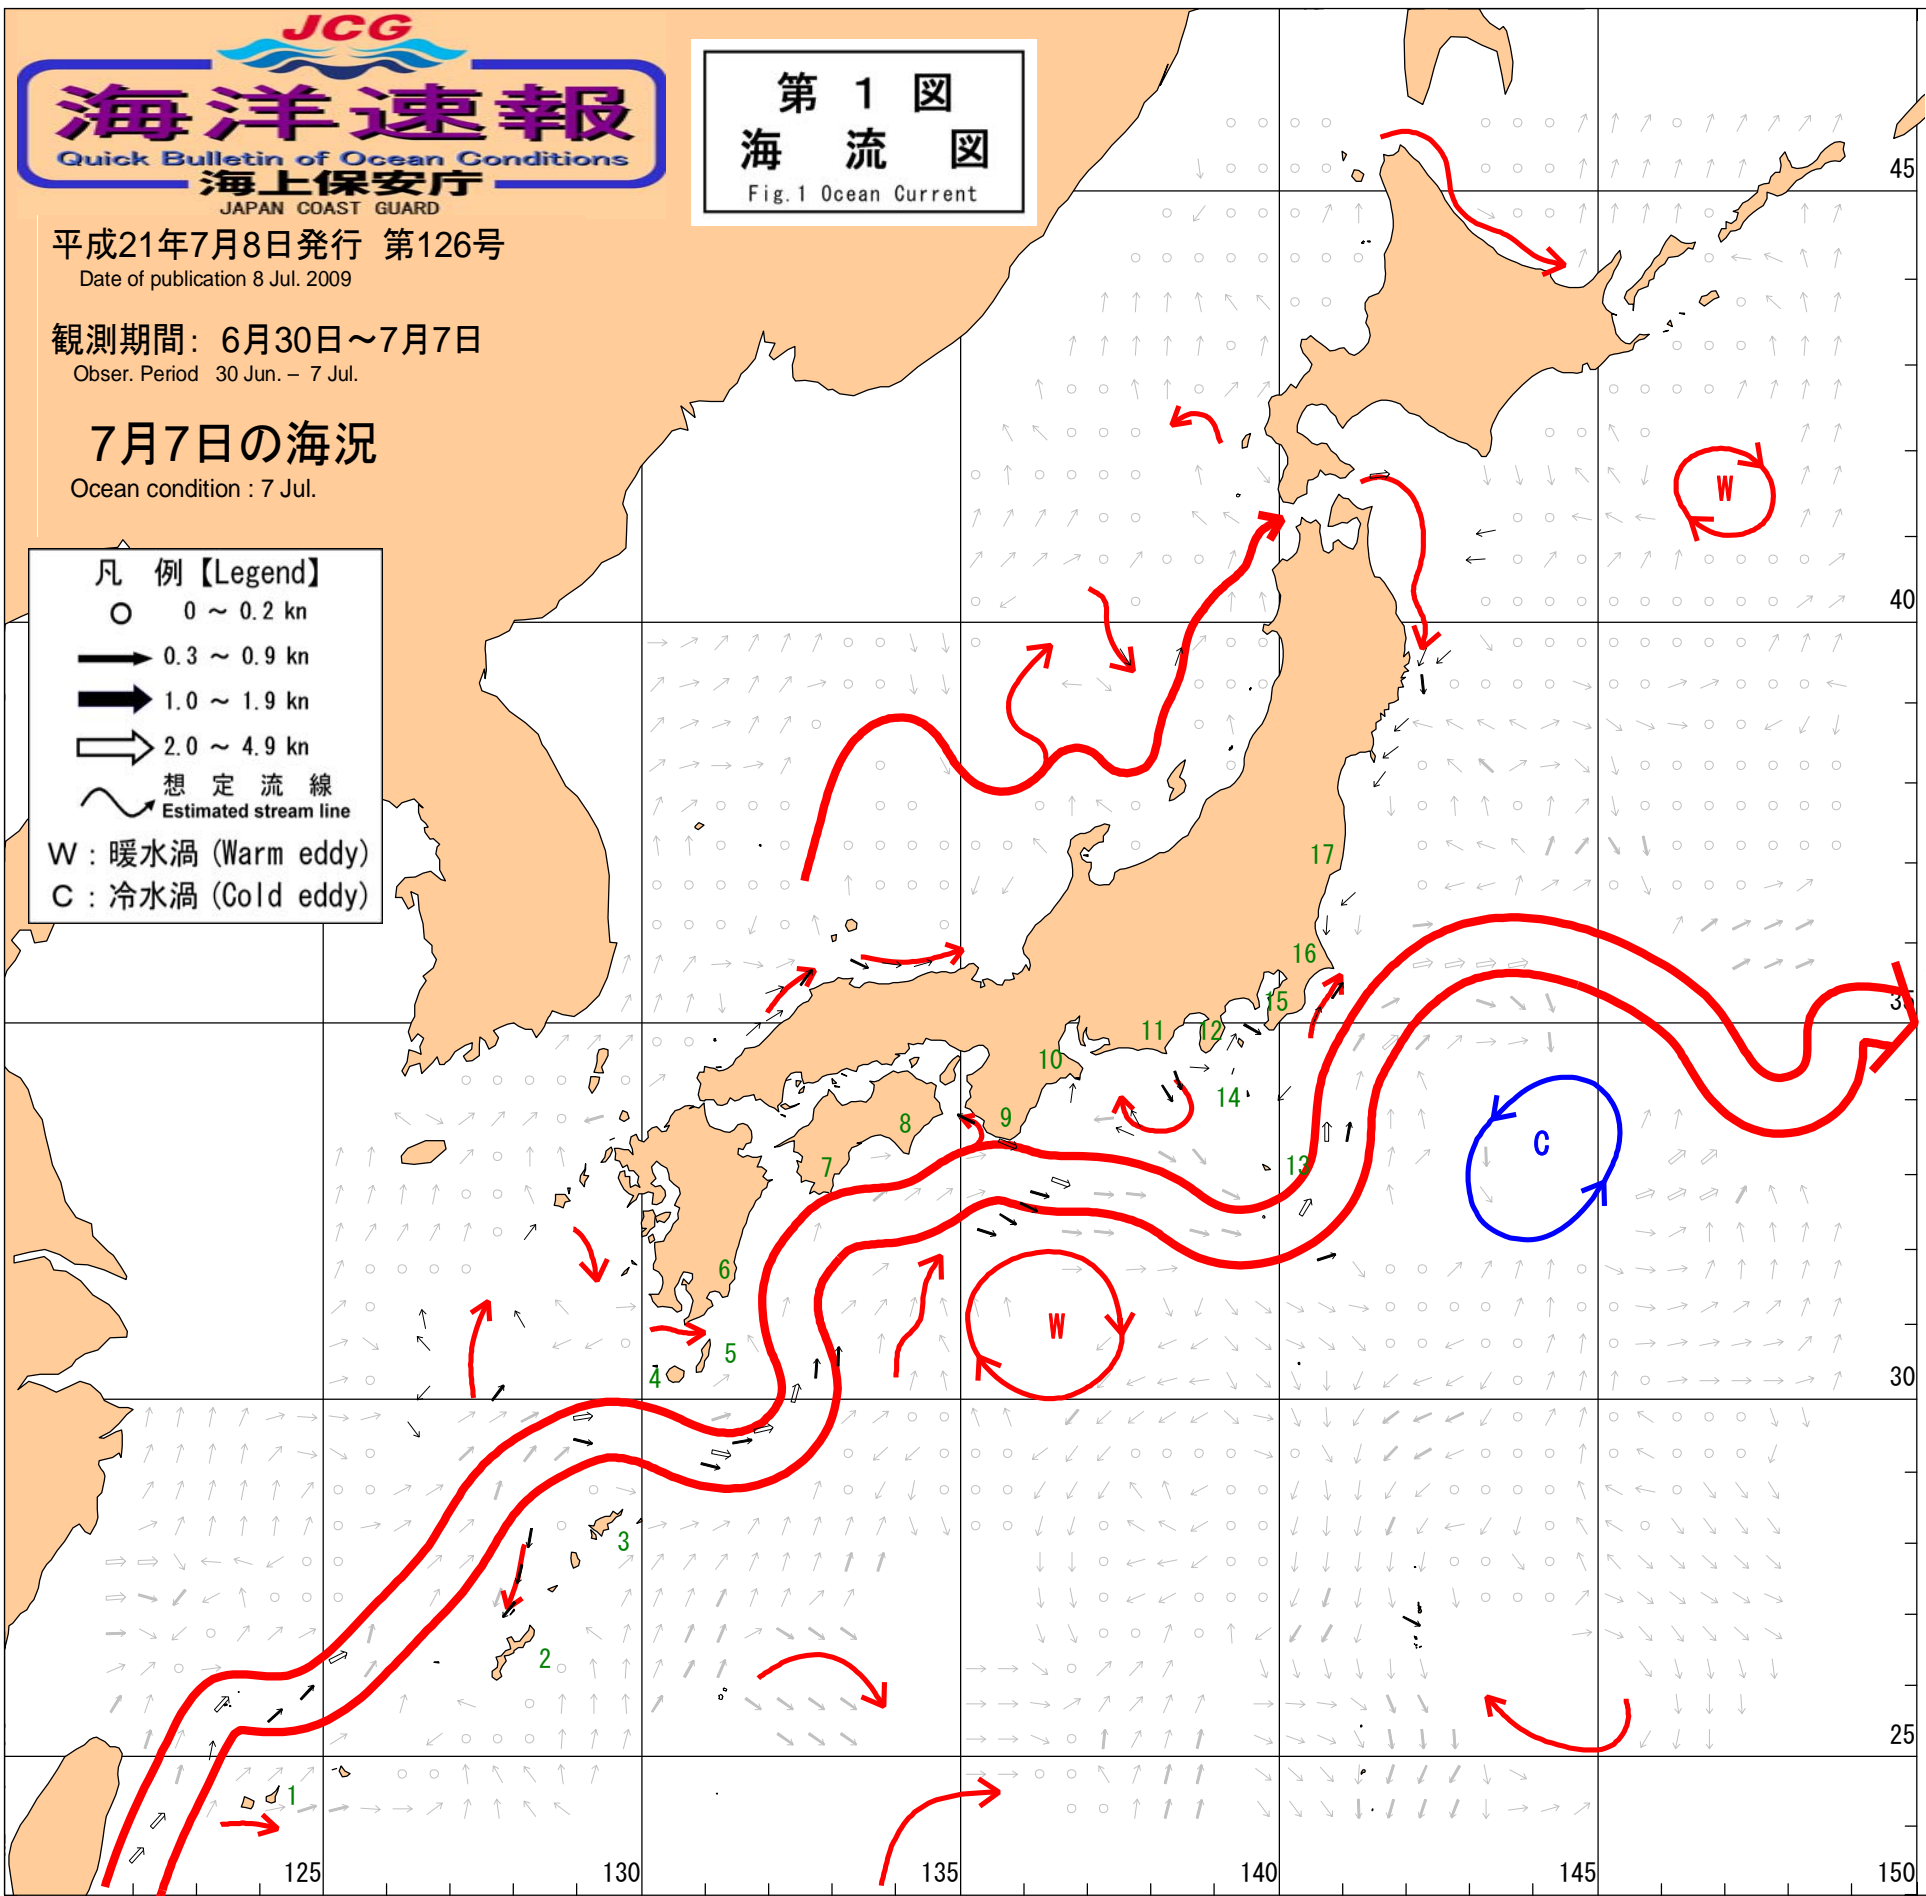 JCG
海洋速報
Quick Bulletin of Ocean Conditions
海上保安庁
JAPAN COAST GUARD
第 1 図
海 流 図
Fig.1 Ocean Current
平成21年7月8日発行 第126号
Date of publication 8 Jul. 2009
観測期間: 6月30日～7月7日
Obser. Period 30 Jun. – 7 Jul.
7月7日の海況
Ocean condition : 7 Jul.
凡 例【Legend】
0 ～ 0.2 kn
0.3 ～ 0.9 kn
1.0 ～ 1.9 kn
2.0 ～ 4.9 kn
想 定 流 線
Estimated stream line
W : 暖水渦 (Warm eddy)
C : 冷水渦 (Cold eddy)
45
W
40
17
16
35
15
12
11
10
14
9
8
C
13
7
6
W
5
4
30
3
2
25
1
125
130
135
140
145
150